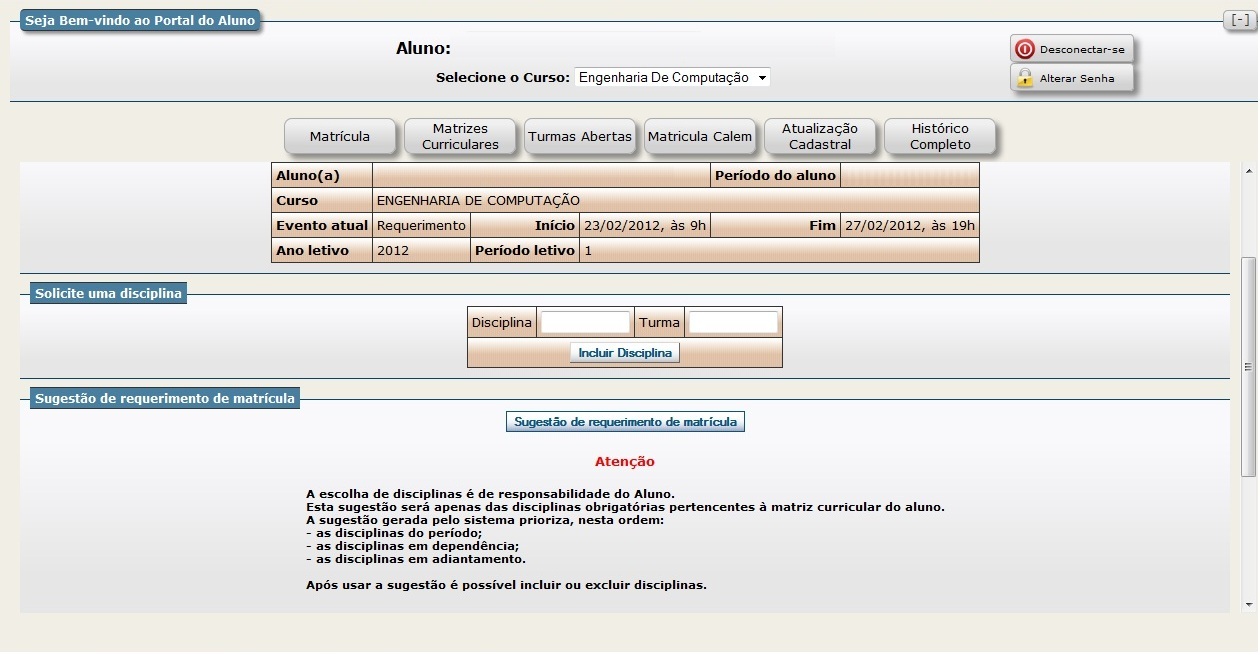 Seja Bem-vindo ao Portal do Aluno
[-]
Aluno:
Desconectar-se
Selecione o Curso: Engenharia De Computação
Alterar Senha
Matrícula
Matrizes
Curriculares
Turmas Abertas
Matricula Calem
Atualização
Cadastral
Histórico
Completo
Aluno(a) Período do aluno
Curso ENGENHARIA DE COMPUTAÇÃO
Evento atual Requerimento Início 23/02/2012, às 9h Fim 27/02/2012, às 19h
Ano letivo 2012 Período letivo 1
Solicite uma disciplina
Disciplina Turma
Incluir Disciplina
Sugestão de requerimento de matrícula
Sugestão de requerimento de matrícula
Atenção
A escolha de disciplinas é de responsabilidade do Aluno.
Esta sugestão será apenas das disciplinas obrigatórias pertencentes à matriz curricular do aluno.
A sugestão gerada pelo sistema prioriza, nesta ordem:
- as disciplinas do período;
- as disciplinas em dependência;
- as disciplinas em adiantamento.
Após usar a sugestão é possível incluir ou excluir disciplinas.